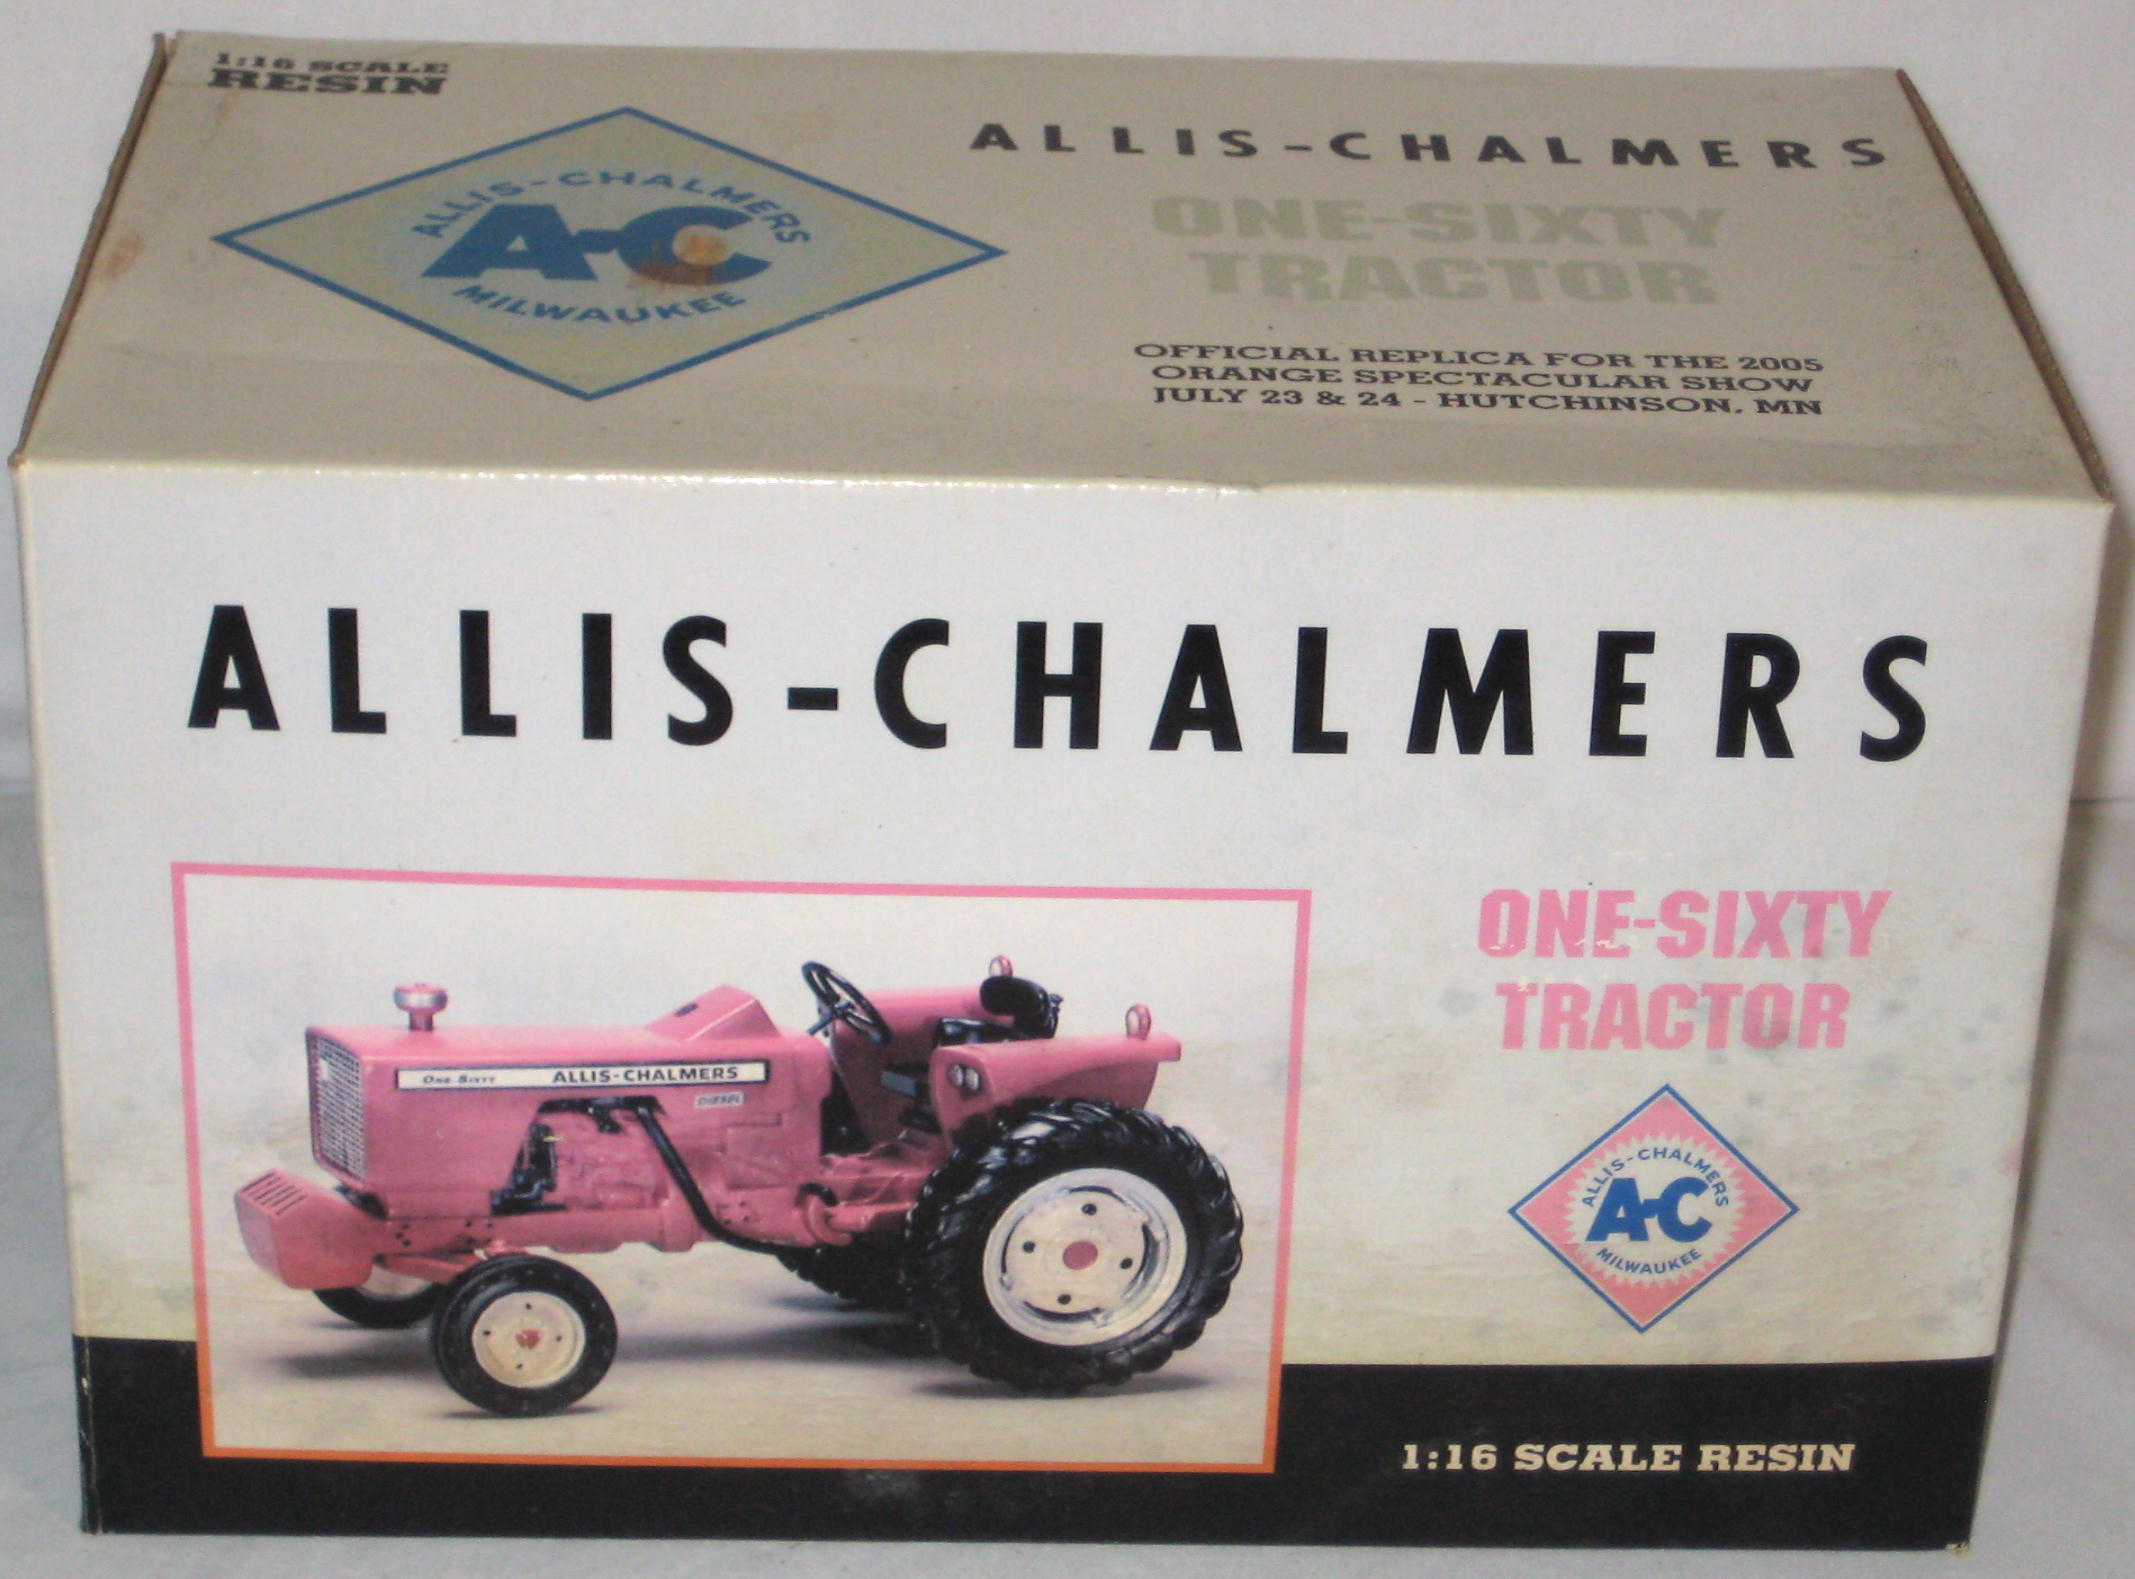 1:16 SCALE
RESIN
ALLIS-CHALMERS
A-C
MILWAUKEE
ALLIS-CHALMERS
ONE-SIXTY
TRACTOR
OFFICIAL REPLICA FOR THE 2005
ORANGE SPECTACULAR SHOW
JULY 23 & 24 - HUTCHINSON, MN
ALLIS-CHALMERS
ONE-SIXTY
TRACTOR
One-Sixty ALLIS-CHALMERS
DIESEL
ALLIS-CHALMERS
A-C
MILWAUKEE
1:16 SCALE RESIN